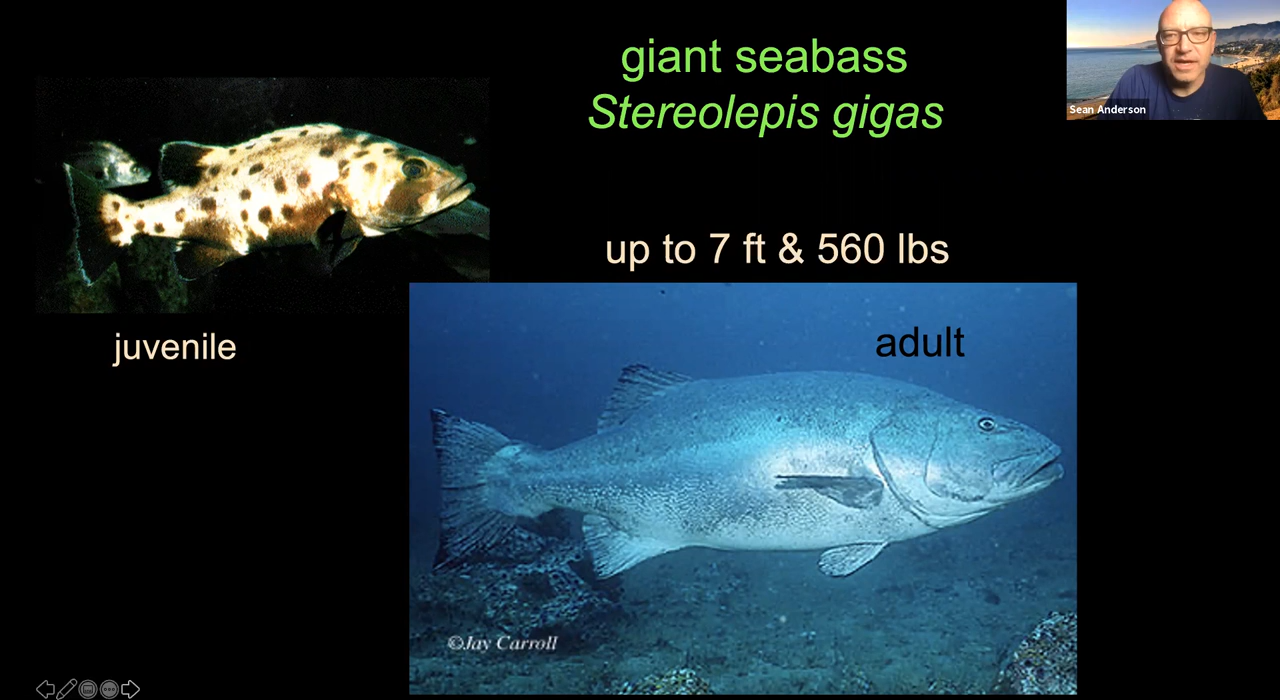 giant seabass
Stereolepis gigas
Sean Anderson
up to 7 ft & 560 lbs
juvenile
adult
©Jay Carroll